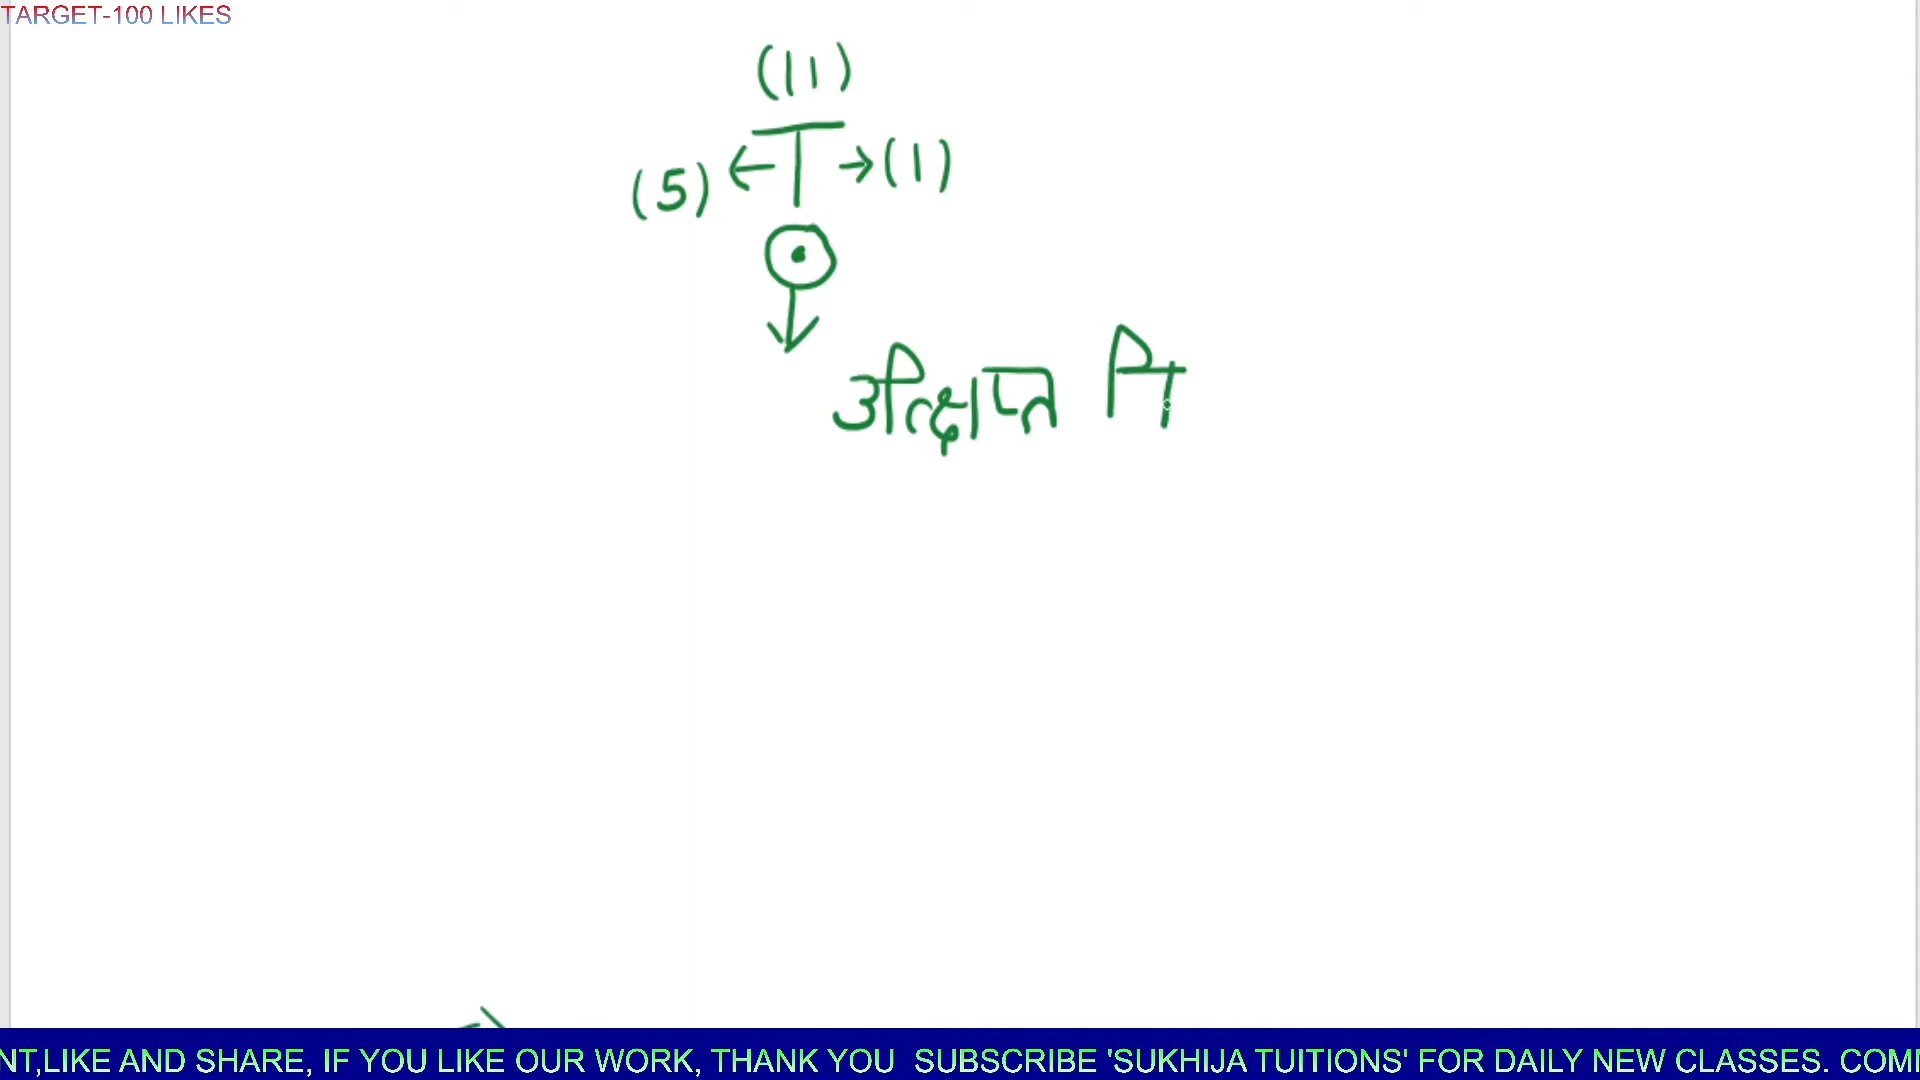 TARGET-100 LIKES
(11)
(5) ← T → (1)
उत्क्षिप्त
NT,LIKE AND SHARE, IF YOU LIKE OUR WORK, THANK YOU SUBSCRIBE 'SUKHIJA TUITIONS' FOR DAILY NEW CLASSES. COM